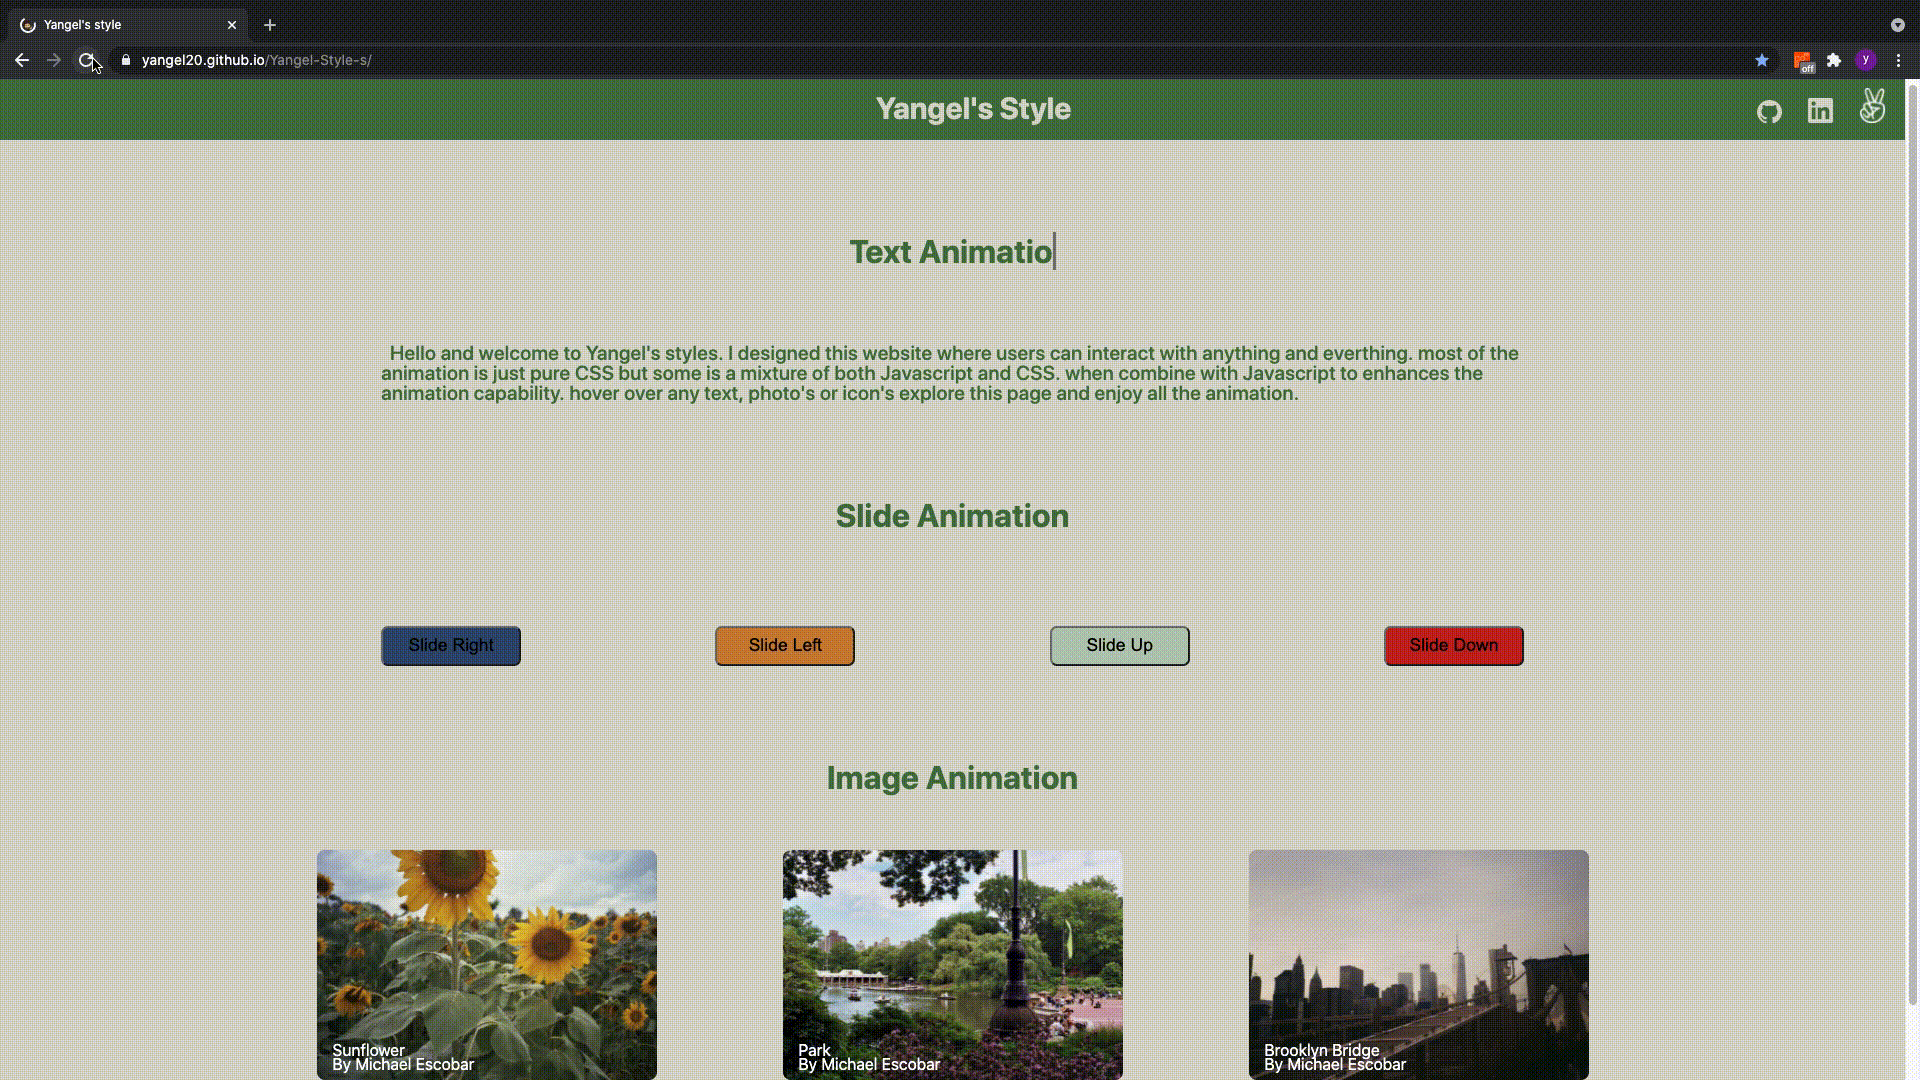 Yangel's style
yangel20.github.io/Yangel-Style-s/
off
y
Yangel's Style
in
Text Animatio
Hello and welcome to Yangel's styles. I designed this website where users can interact with anything and everthing. most of the
animation is just pure CSS but some is a mixture of both Javascript and CSS. when combine with Javascript to enhances the
animation capability. hover over any text, photo's or icon's explore this page and enjoy all the animation.
Slide Animation
Slide Right
Slide Left
Slide Up
Slide Down
Image Animation
Sunflower
By Michael Escobar
Park
By Michael Escobar
Brooklyn Bridge
By Michael Escobar